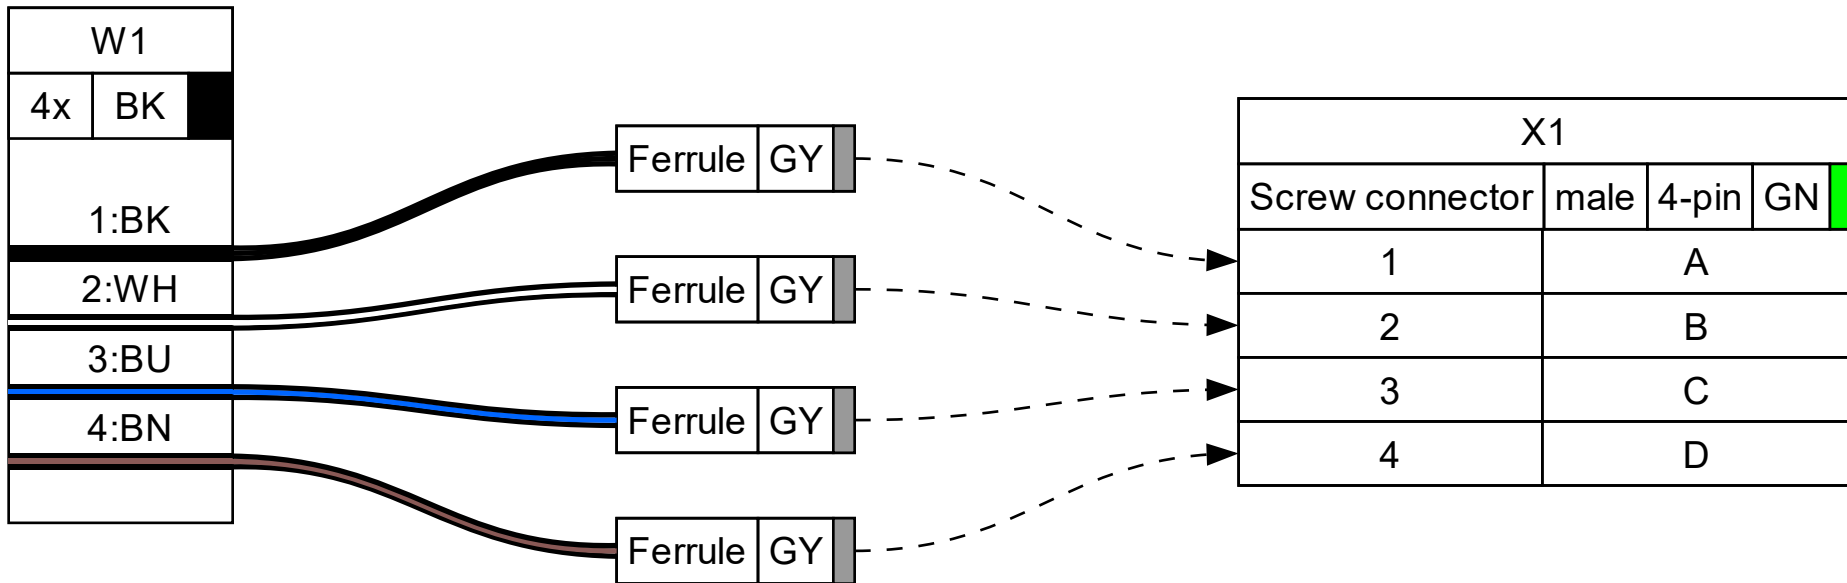 W1
4x BK
1:BK
2:WH
3:BU
4:BN
Ferrule GY
Ferrule GY
Ferrule GY
Ferrule GY
X1
Screw connector male 4-pin GN
1 A
2 B
3 C
4 D